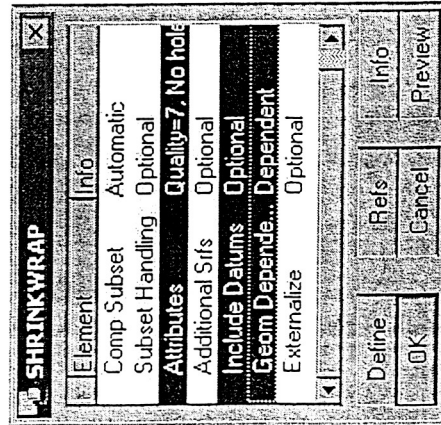 SHRINKWRAP
Element Info
Comp Subset Automatic
Subset Handling Optional
Attributes Quality=7, No hole
Additional Srfs Optional
Include Datums Optional
Geom Depende... Dependent
Externalize Optional
Define Refs Info
OK Cancel Preview